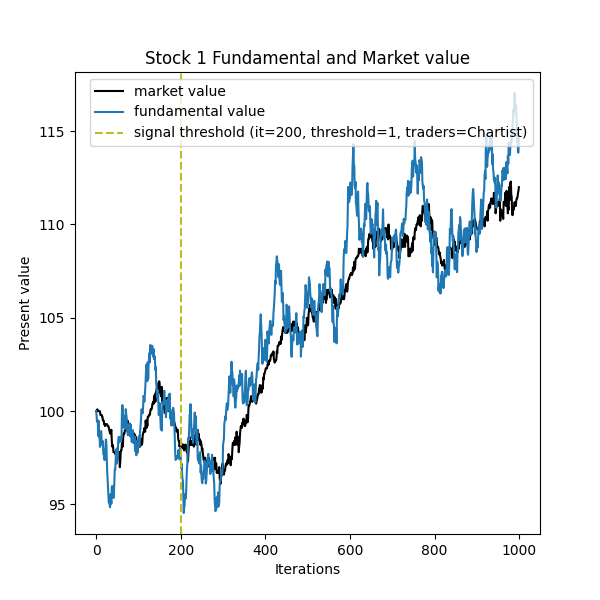 Stock 1 Fundamental and Market value
market value
fundamental value
signal threshold (it=200, threshold=1, traders=Chartist)
115
110
105
100
95
Present value
0 200 400 600 800 1000
Iterations